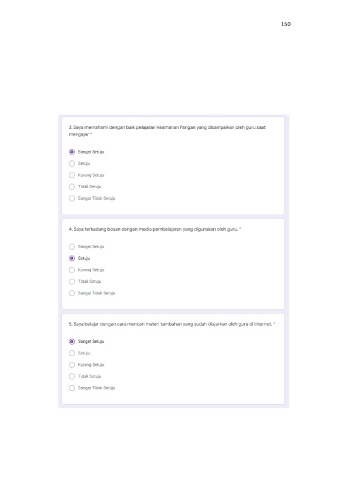 150
3. Saya memahami dengan baik pelajaran Keamanan Pangan yang disampaikan oleh guru saat
mengajar *
Sangat Setuju
Setuju
Kurang Setuju
Tidak Setuju
Sangat Tidak Setuju
4. Saya terkadang bosan dengan media pembelajaran yang digunakan oleh guru. *
Sangat Setuju
Setuju
Kurang Setuju
Tidak Setuju
Sangat Tidak Setuju
5. Saya belajar dengan cara mencari materi tambahan yang sudah diajarkan oleh guru di internet. *
Sangat Setuju
Setuju
Kurang Setuju
Tidak Setuju
Sangat Tidak Setuju